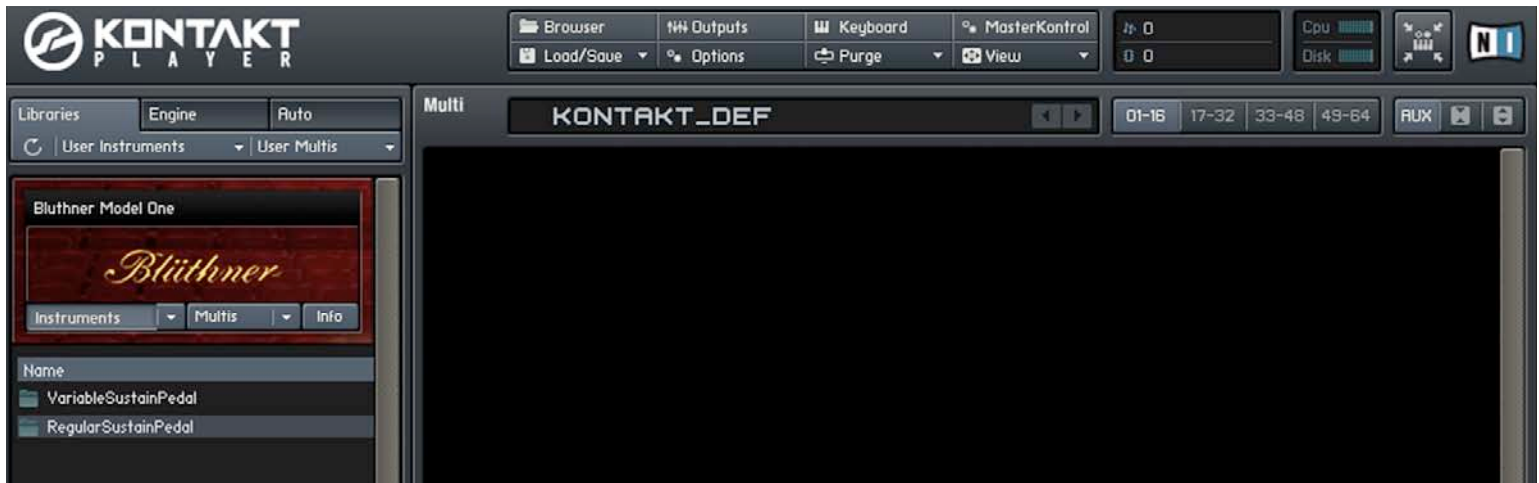 KONTAKT
PLAYER
Browser
Outputs
Keyboard
MasterKontrol
Load/Save
Options
Purge
View
0
0 0
Cpu
Disk
NI
Libraries Engine Auto
User Instruments User Multis
Multi
KONTAKT_DEF
01-16 17-32 33-48 49-64
AUX
Bluthner Model One
Blüthner
Instruments Multis Info
Name
VariableSustainPedal
RegularSustainPedal